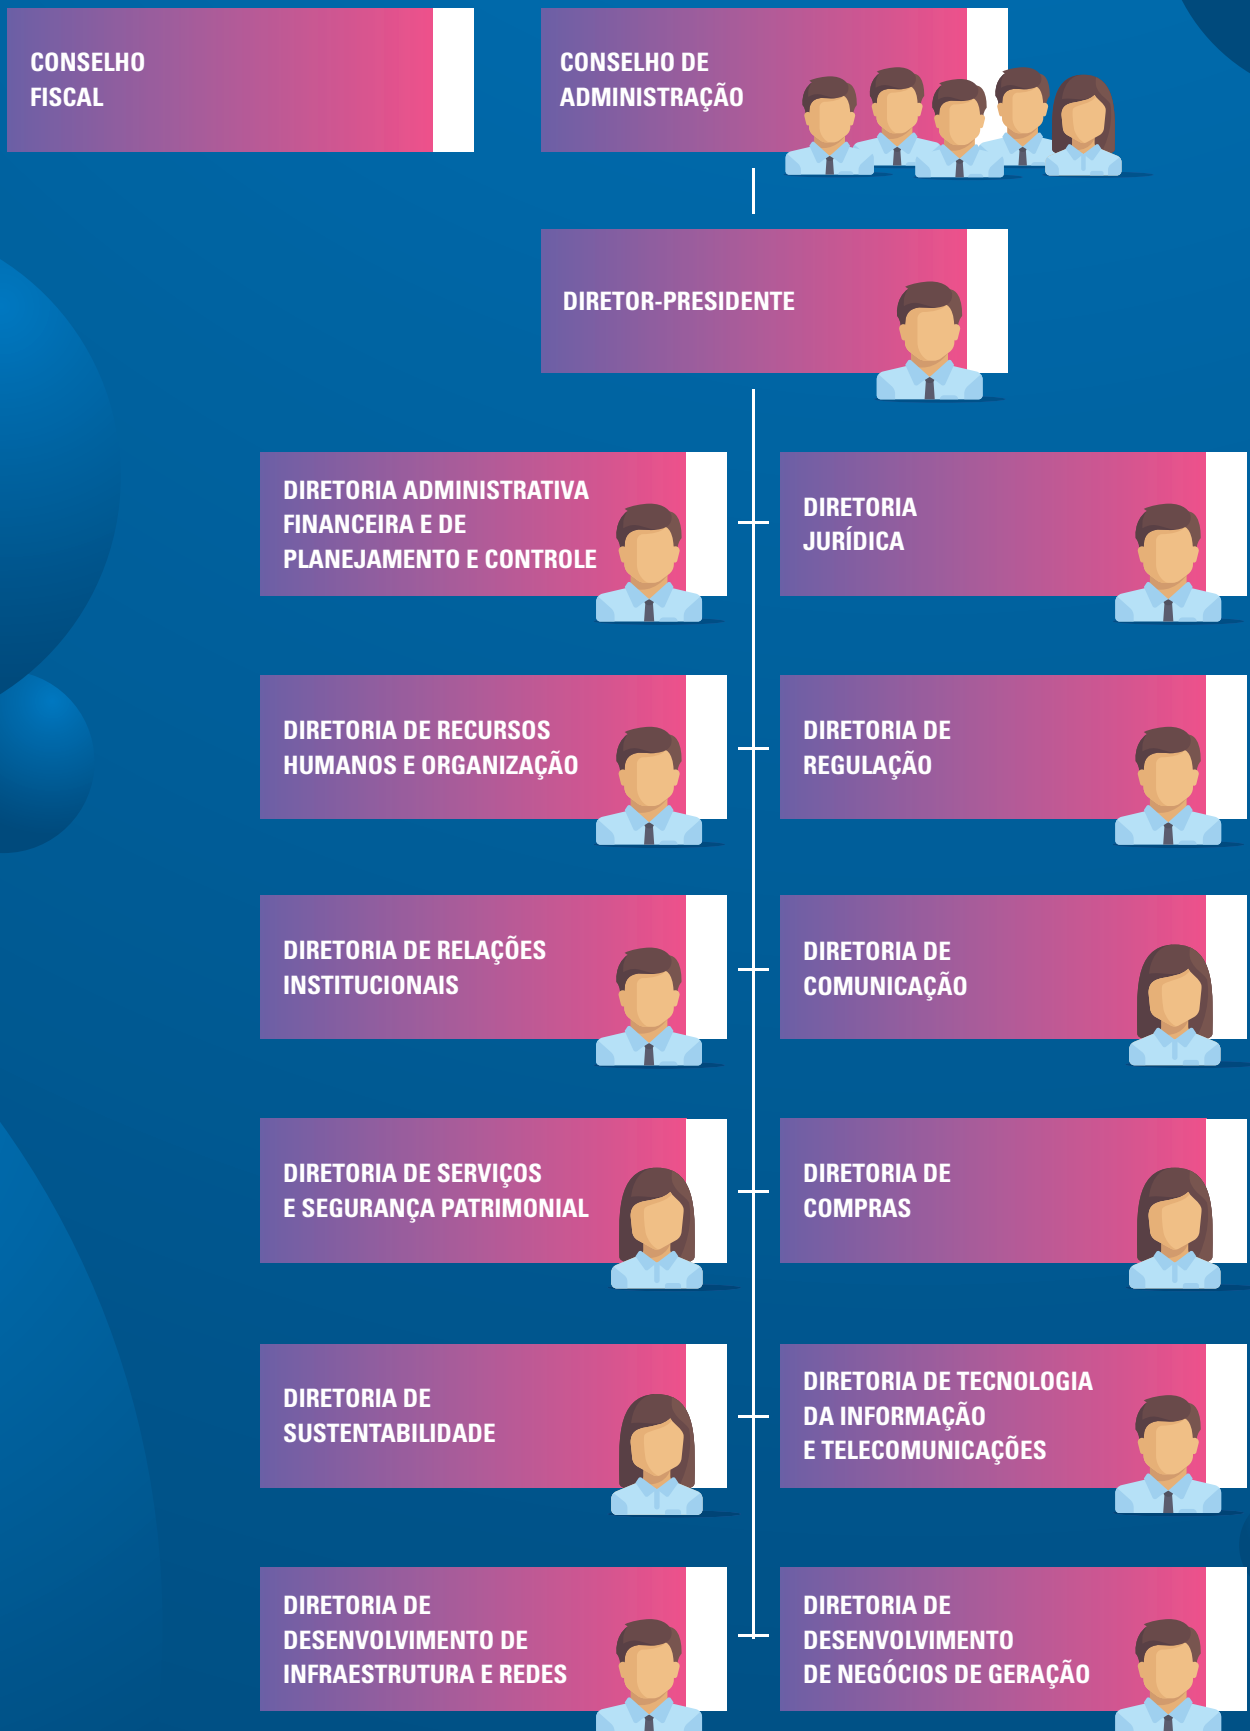 CONSELHO
FISCAL
CONSELHO DE
ADMINISTRAÇÃO
DIRETOR-PRESIDENTE
DIRETORIA ADMINISTRATIVA
FINANCEIRA E DE
PLANEJAMENTO E CONTROLE
DIRETORIA
JURÍDICA
DIRETORIA DE RECURSOS
HUMANOS E ORGANIZAÇÃO
DIRETORIA DE
REGULAÇÃO
DIRETORIA DE RELAÇÕES
INSTITUCIONAIS
DIRETORIA DE
COMUNICAÇÃO
DIRETORIA DE SERVIÇOS
E SEGURANÇA PATRIMONIAL
DIRETORIA DE
COMPRAS
DIRETORIA DE
SUSTENTABILIDADE
DIRETORIA DE TECNOLOGIA
DA INFORMAÇÃO
E TELECOMUNICAÇÕES
DIRETORIA DE
DESENVOLVIMENTO DE
INFRAESTRUTURA E REDES
DIRETORIA DE
DESENVOLVIMENTO
DE NEGÓCIOS DE GERAÇÃO